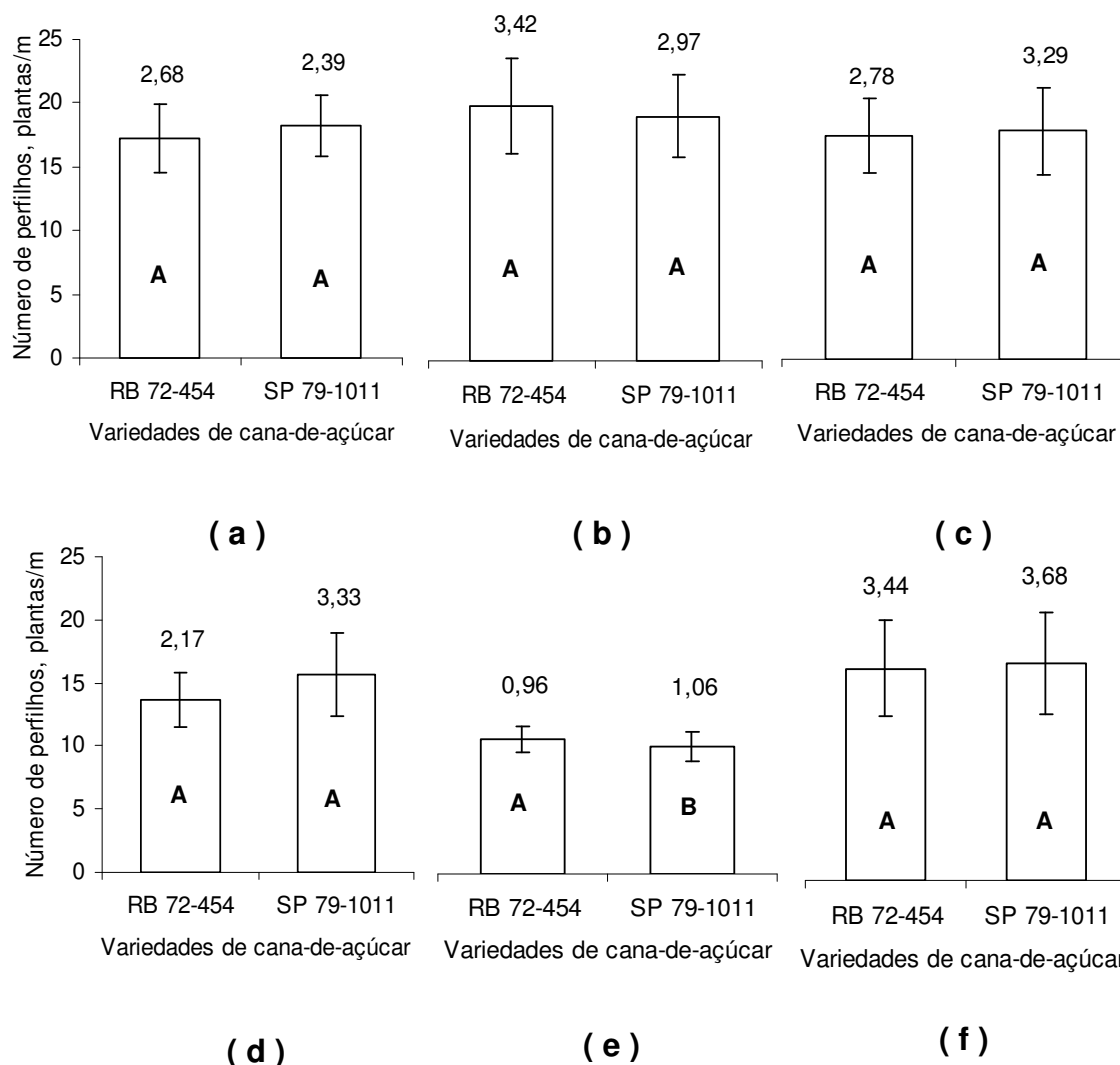 Número de perfilhos, plantas/m
25
20
15
10
5
0
2,68
2,39
A
A
RB 72-454 SP 79-1011
Variedades de cana-de-açúcar
( a )
3,42
2,97
A
A
RB 72-454 SP 79-1011
Variedades de cana-de-açúcar
( b )
2,78
3,29
A
A
RB 72-454 SP 79-1011
Variedades de cana-de-açúcar
( c )
Número de perfilhos, plantas/m
25
20
15
10
5
0
2,17
3,33
A
A
RB 72-454 SP 79-1011
Variedades de cana-de-açúcar
( d )
0,96
1,06
A
B
RB 72-454 SP 79-1011
Variedades de cana-de-açúcar
( e )
3,44
3,68
A
A
RB 72-454 SP 79-1011
Variedades de cana-de-açúcar
( f )